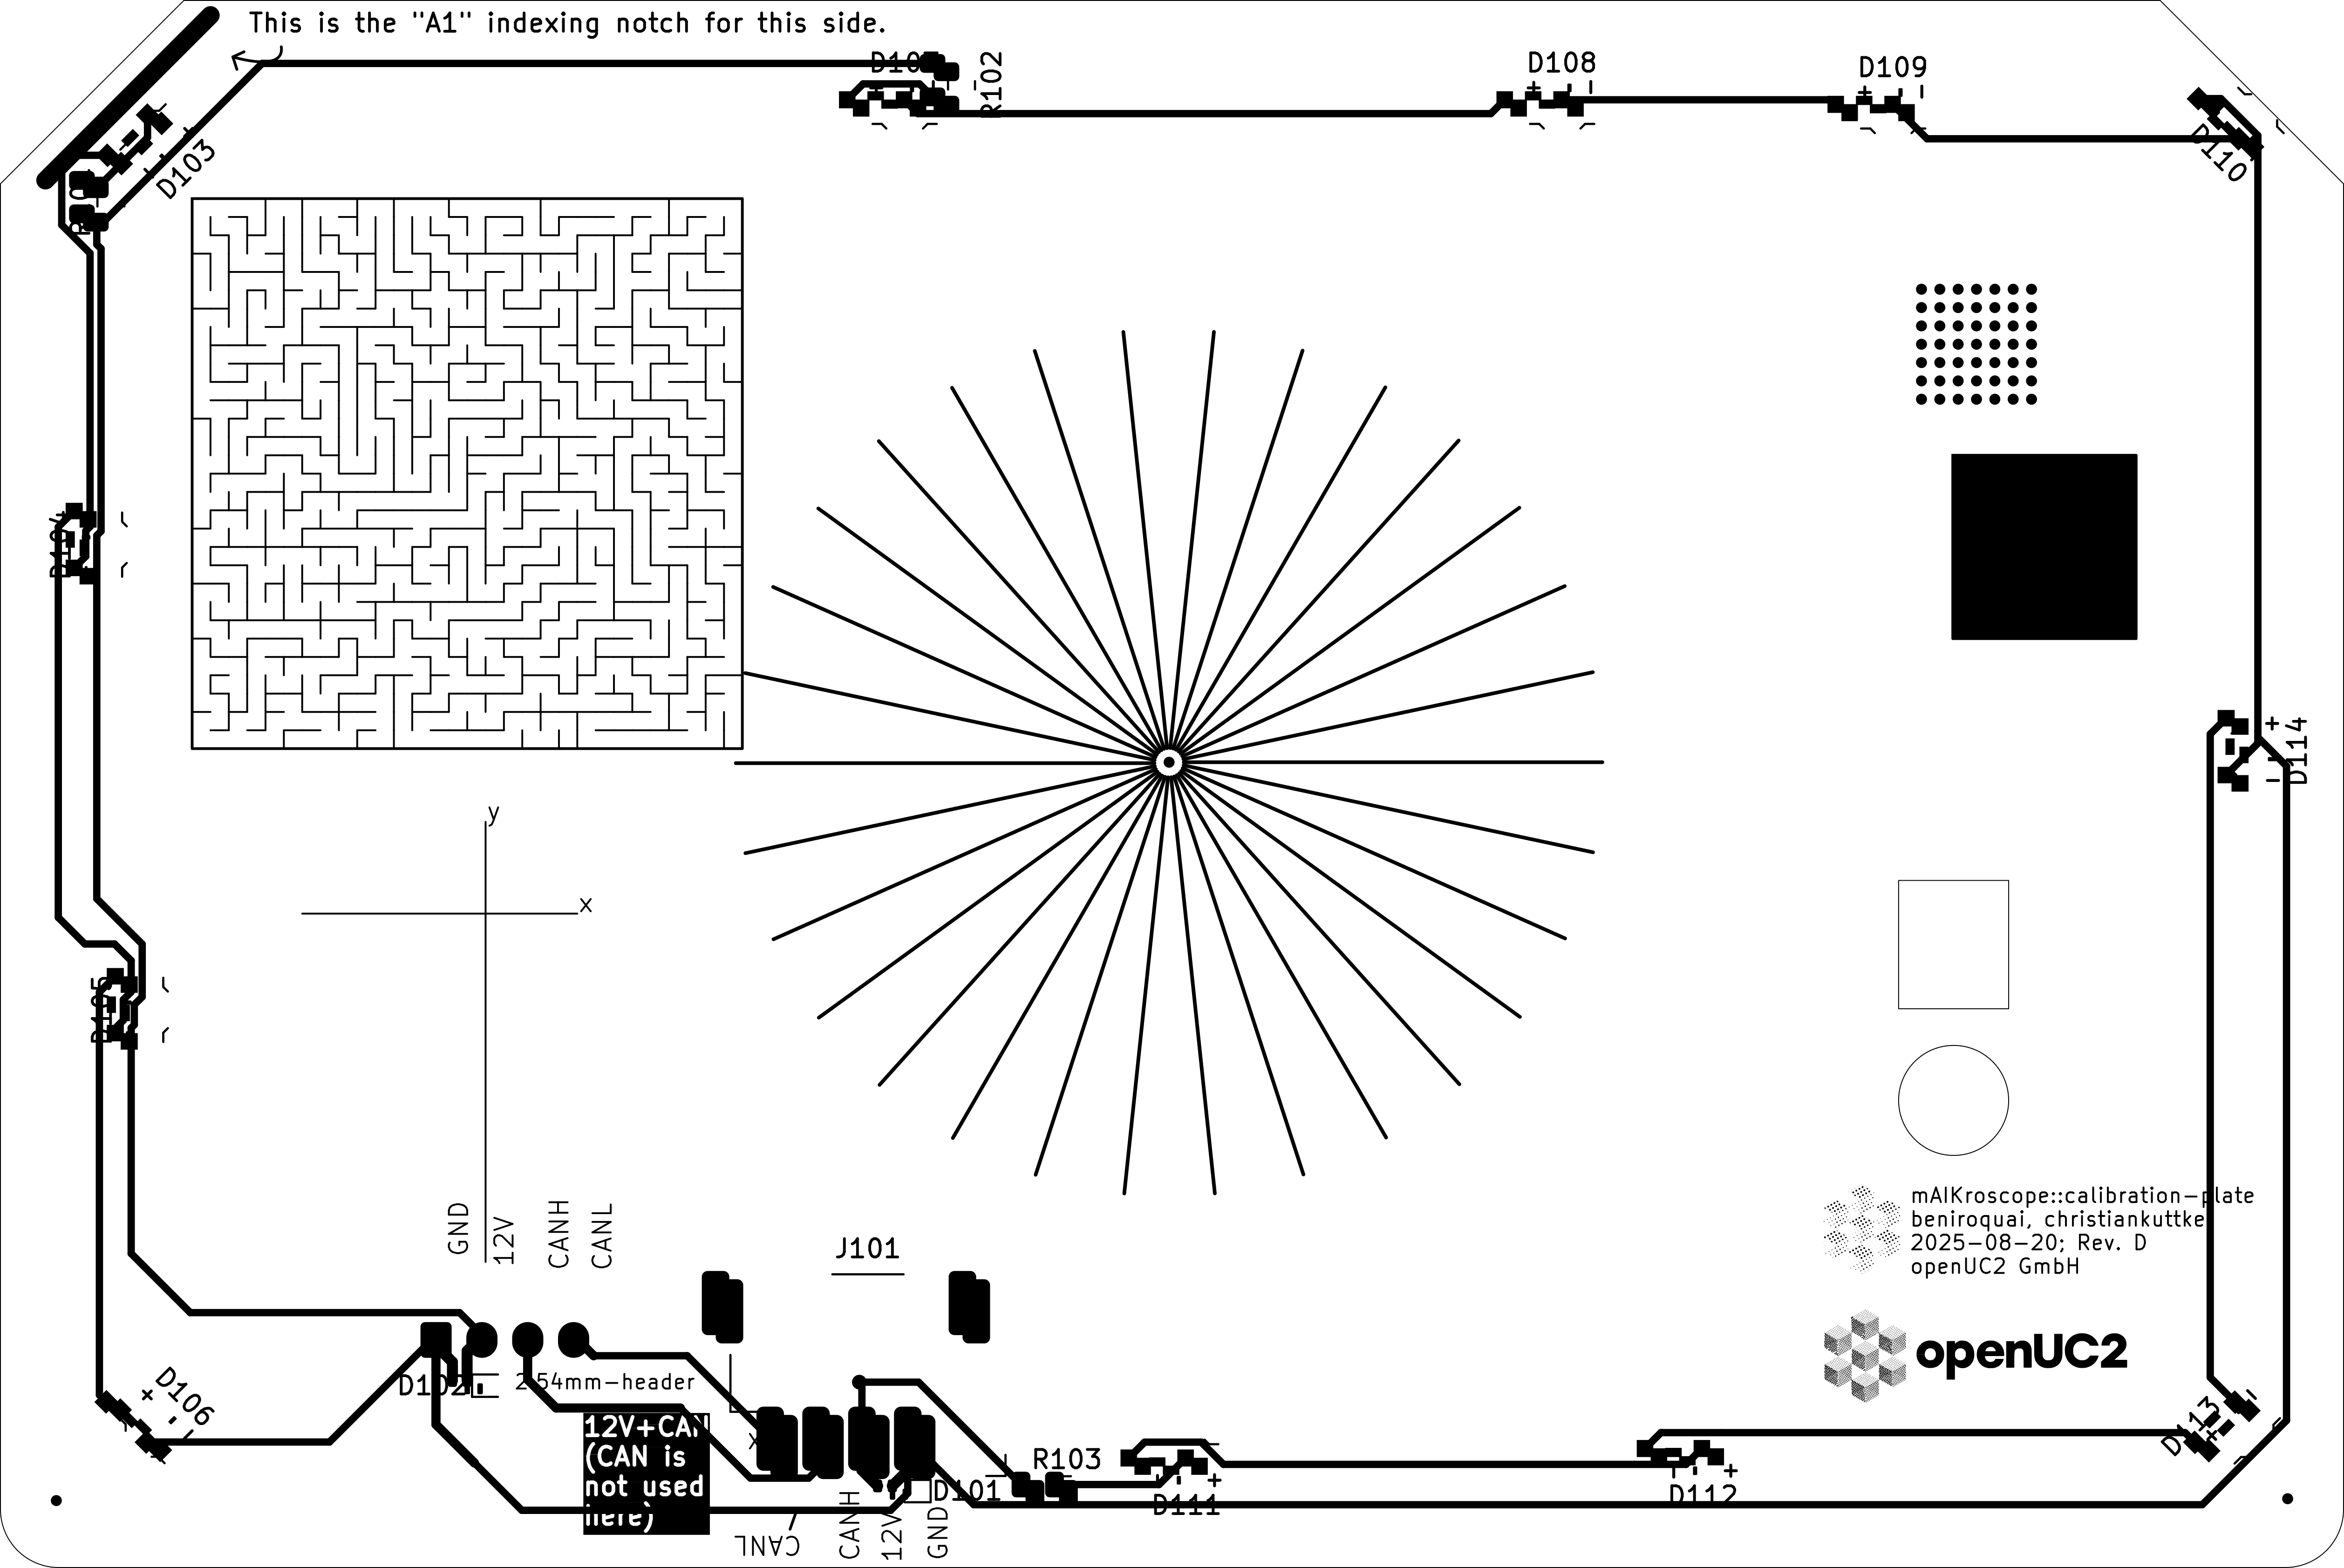 This is the "A1" indexing notch for this side.
R102
D108
D109
D110
D103
D104
D114
y
x
D105
GND
12V
CANH
CANL
J101
mAIKroscope::calibration-plate
beniroquai, christiankuttke
2025-08-20; Rev. D
openUC2 GmbH
openUC2
D106
D102
2.54mm-header
12V+CAN
(CAN is
not used
here)
x
R103
D101
D111
D112
D113
CANL
CANH
12V
GND